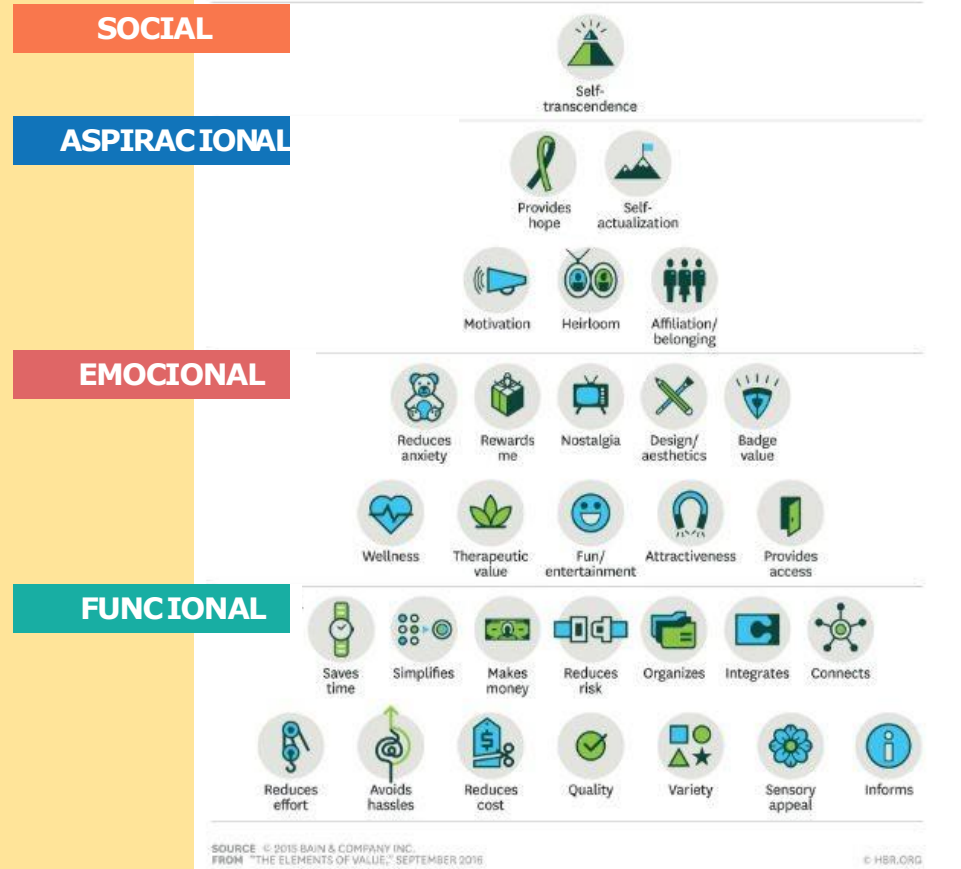 SOCIAL
Self-
transcendence
ASPIRACIONAL
Provides
hope
Self-
actualization
Motivation
Heirloom
Affiliation/
belonging
EMOCIONAL
Reduces
anxiety
Rewards
me
Nostalgia
Design/
aesthetics
Badge
value
Wellness
Therapeutic
value
Fun/
entertainment
Attractiveness
Provides
access
FUNCIONAL
Saves
time
Simplifies
Makes
money
Reduces
risk
Organizes
Integrates
Connects
$
Reduces
effort
Avoids
hassles
Reduces
cost
Quality
Variety
Sensory
appeal
Informs
SOURCE © 2015 BAIN & COMPANY INC.
FROM "THE ELEMENTS OF VALUE," SEPTEMBER 2016
© HBR.ORG